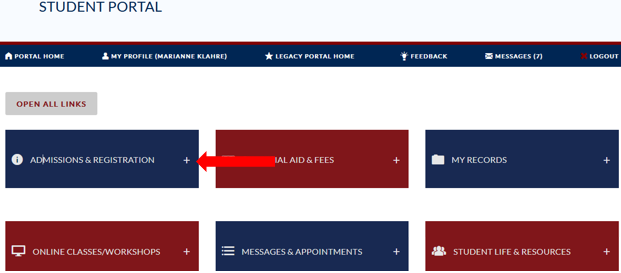 STUDENT PORTAL
PORTAL HOME MY PROFILE (MARIANNE KLAHRE) LEGACY PORTAL HOME FEEDBACK MESSAGES (7) LOGOUT
OPEN ALL LINKS
ADMISSIONS & REGISTRATION + IAL AID & FEES + MY RECORDS +
ONLINE CLASSES/WORKSHOPS + MESSAGES & APPOINTMENTS + STUDENT LIFE & RESOURCES +